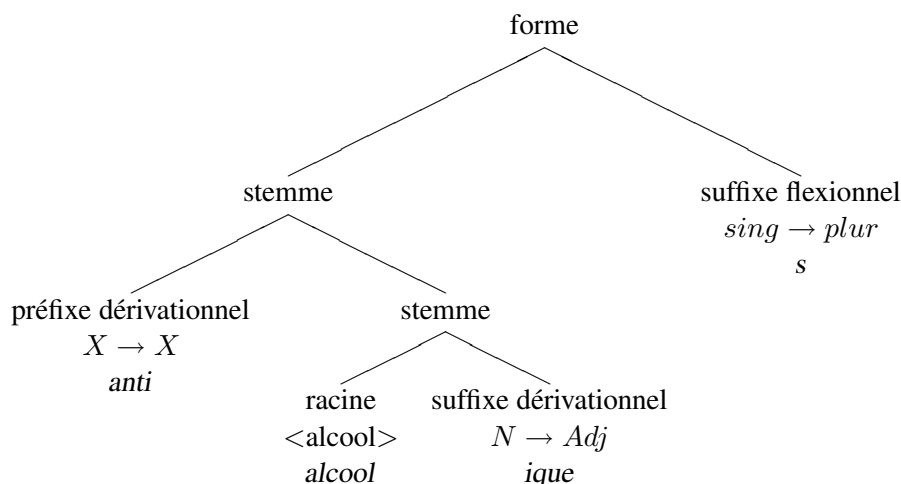 forme
stemme
suffixe flexionnel
sing → plur
s
préfixe dérivationnel
X → X
anti
stemme
racine
<alcool>
alcool
suffixe dérivationnel
N → Adj
ique